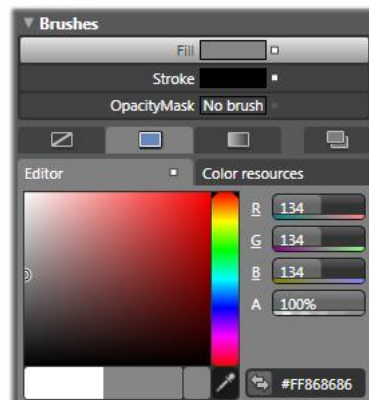 Brushes
Fill
Stroke
OpacityMask No brush
Editor Color resources
R 134
G 134
B 134
A 100%
#FF868686